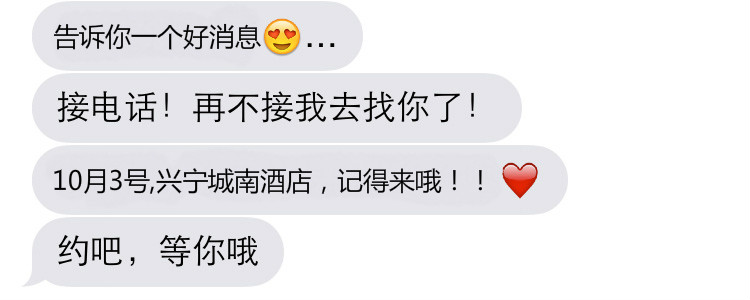 告诉你一个好消息😍...
接电话！再不接我去找你了！
10月3号,兴宁城南酒店，记得来哦！！❤️
约吧，等你哦